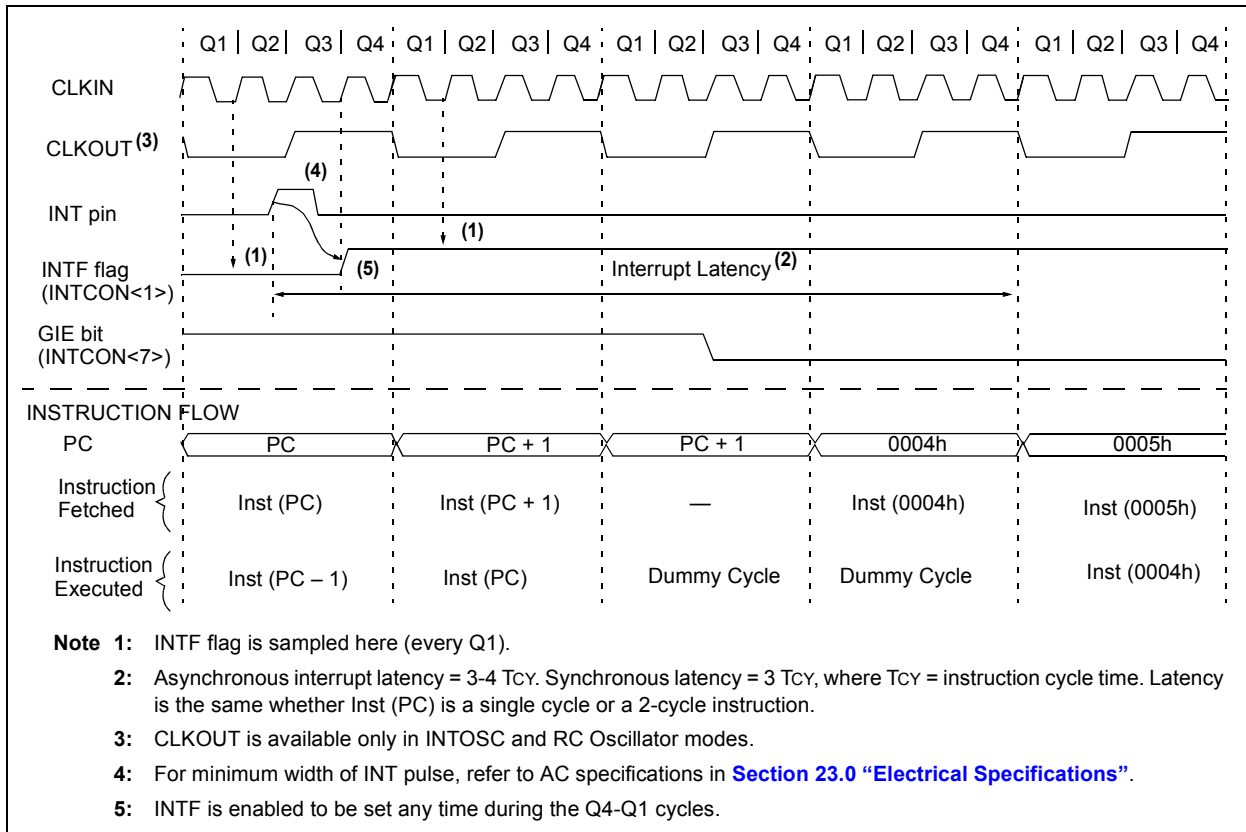 Q1 Q2 Q3 Q4 Q1 Q2 Q3 Q4 Q1 Q2 Q3 Q4 Q1 Q2 Q3 Q4 Q1 Q2 Q3 Q4
CLKIN
CLKOUT (3)
(4)
INT pin
(1)
(1)
INTF flag
(INTCON<1>)
(5)
Interrupt Latency (2)
GIE bit
(INTCON<7>)
INSTRUCTION FLOW
PC PC PC + 1 PC + 1 0004h 0005h
Instruction
Fetched
Inst (PC) Inst (PC + 1) — Inst (0004h) Inst (0005h)
Instruction
Executed
Inst (PC – 1) Inst (PC) Dummy Cycle Dummy Cycle Inst (0004h)
Note 1: INTF flag is sampled here (every Q1).
2: Asynchronous interrupt latency = 3-4 TCY. Synchronous latency = 3 TCY, where TCY = instruction cycle time. Latency
is the same whether Inst (PC) is a single cycle or a 2-cycle instruction.
3: CLKOUT is available only in INTOSC and RC Oscillator modes.
4: For minimum width of INT pulse, refer to AC specifications in Section 23.0 “Electrical Specifications”.
5: INTF is enabled to be set any time during the Q4-Q1 cycles.